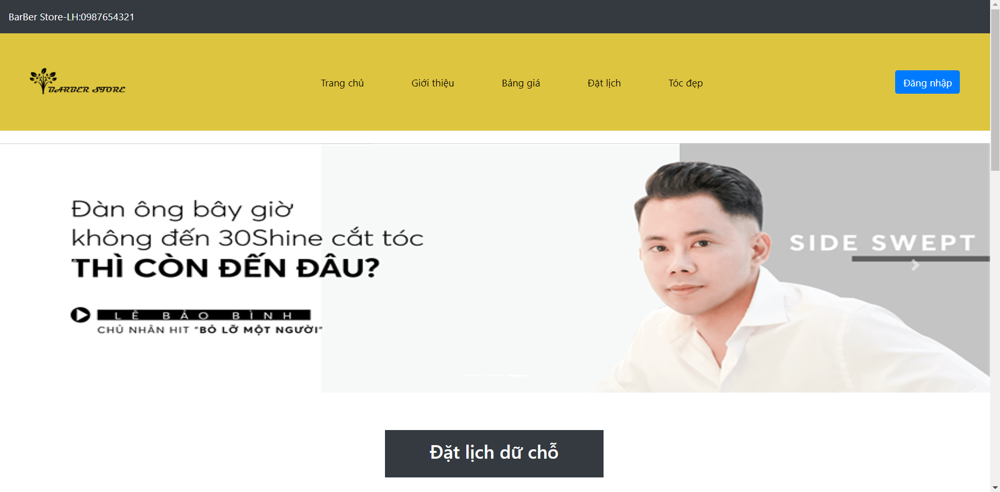 BarBer Store-LH:0987654321
BARBER STORE
Trang chủ
Giới thiệu
Bảng giá
Đặt lịch
Tóc đẹp
Đăng nhập
Đàn ông bây giờ
không đến 30Shine cắt tóc
THÌ CÒN ĐẾN ĐÂU?
LÊ BẢO BÌNH
CHỦ NHÂN HIT "BỎ LỠ MỘT NGƯỜI"
SIDE SWEPT
Đặt lịch dữ chỗ